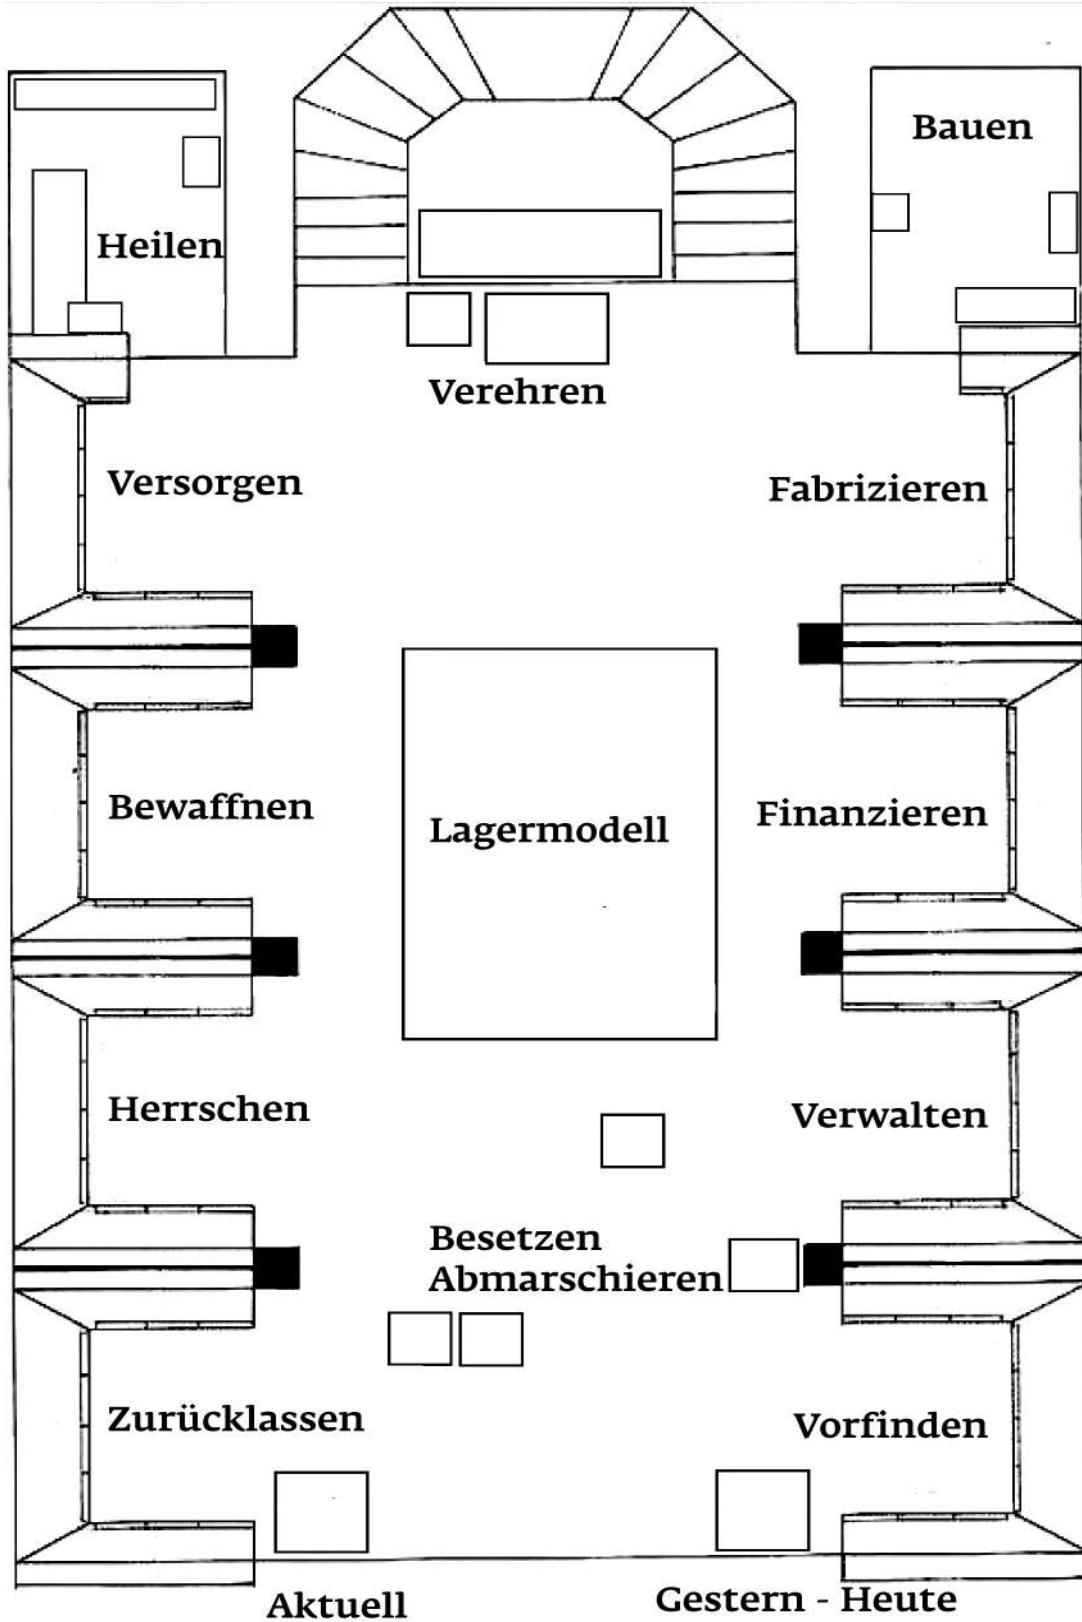 Bauen
Heilen
Verehren
Versorgen
Fabrizieren
Bewaffnen
Lagermodell
Finanzieren
Herrschen
Verwalten
Besetzen
Abmarschieren
Zurücklassen
Vorfinden
Aktuell
Gestern - Heute